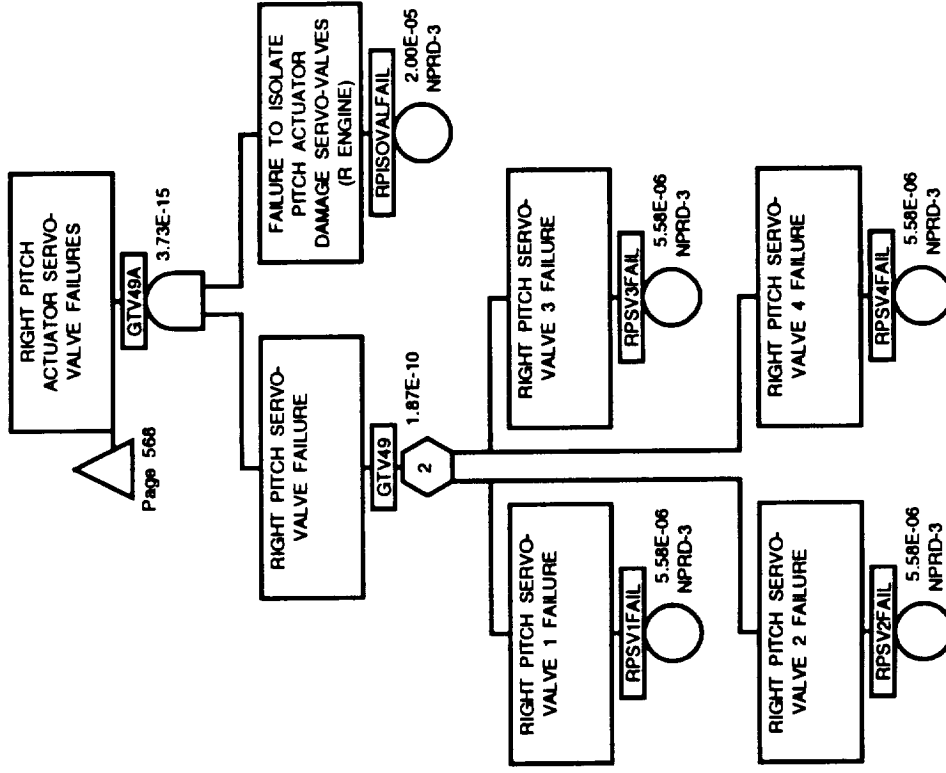 RIGHT PITCH
ACTUATOR SERVO-
VALVE FAILURES
GTV49A
3.73E-15
Page 568
RIGHT PITCH SERVO-
VALVE FAILURE
GTV49
1.87E-10
2
FAILURE TO ISOLATE
PITCH ACTUATOR
DAMAGE SERVO-VALVES
(R ENGINE)
RPISOVALFAIL
2.00E-05
NPRD-3
RIGHT PITCH SERVO-
VALVE 1 FAILURE
RPSV1FAIL
5.58E-06
NPRD-3
RIGHT PITCH SERVO-
VALVE 3 FAILURE
RPSV3FAIL
5.58E-06
NPRD-3
RIGHT PITCH SERVO-
VALVE 2 FAILURE
RPSV2FAIL
5.58E-06
NPRD-3
RIGHT PITCH SERVO-
VALVE 4 FAILURE
RPSV4FAIL
5.58E-06
NPRD-3